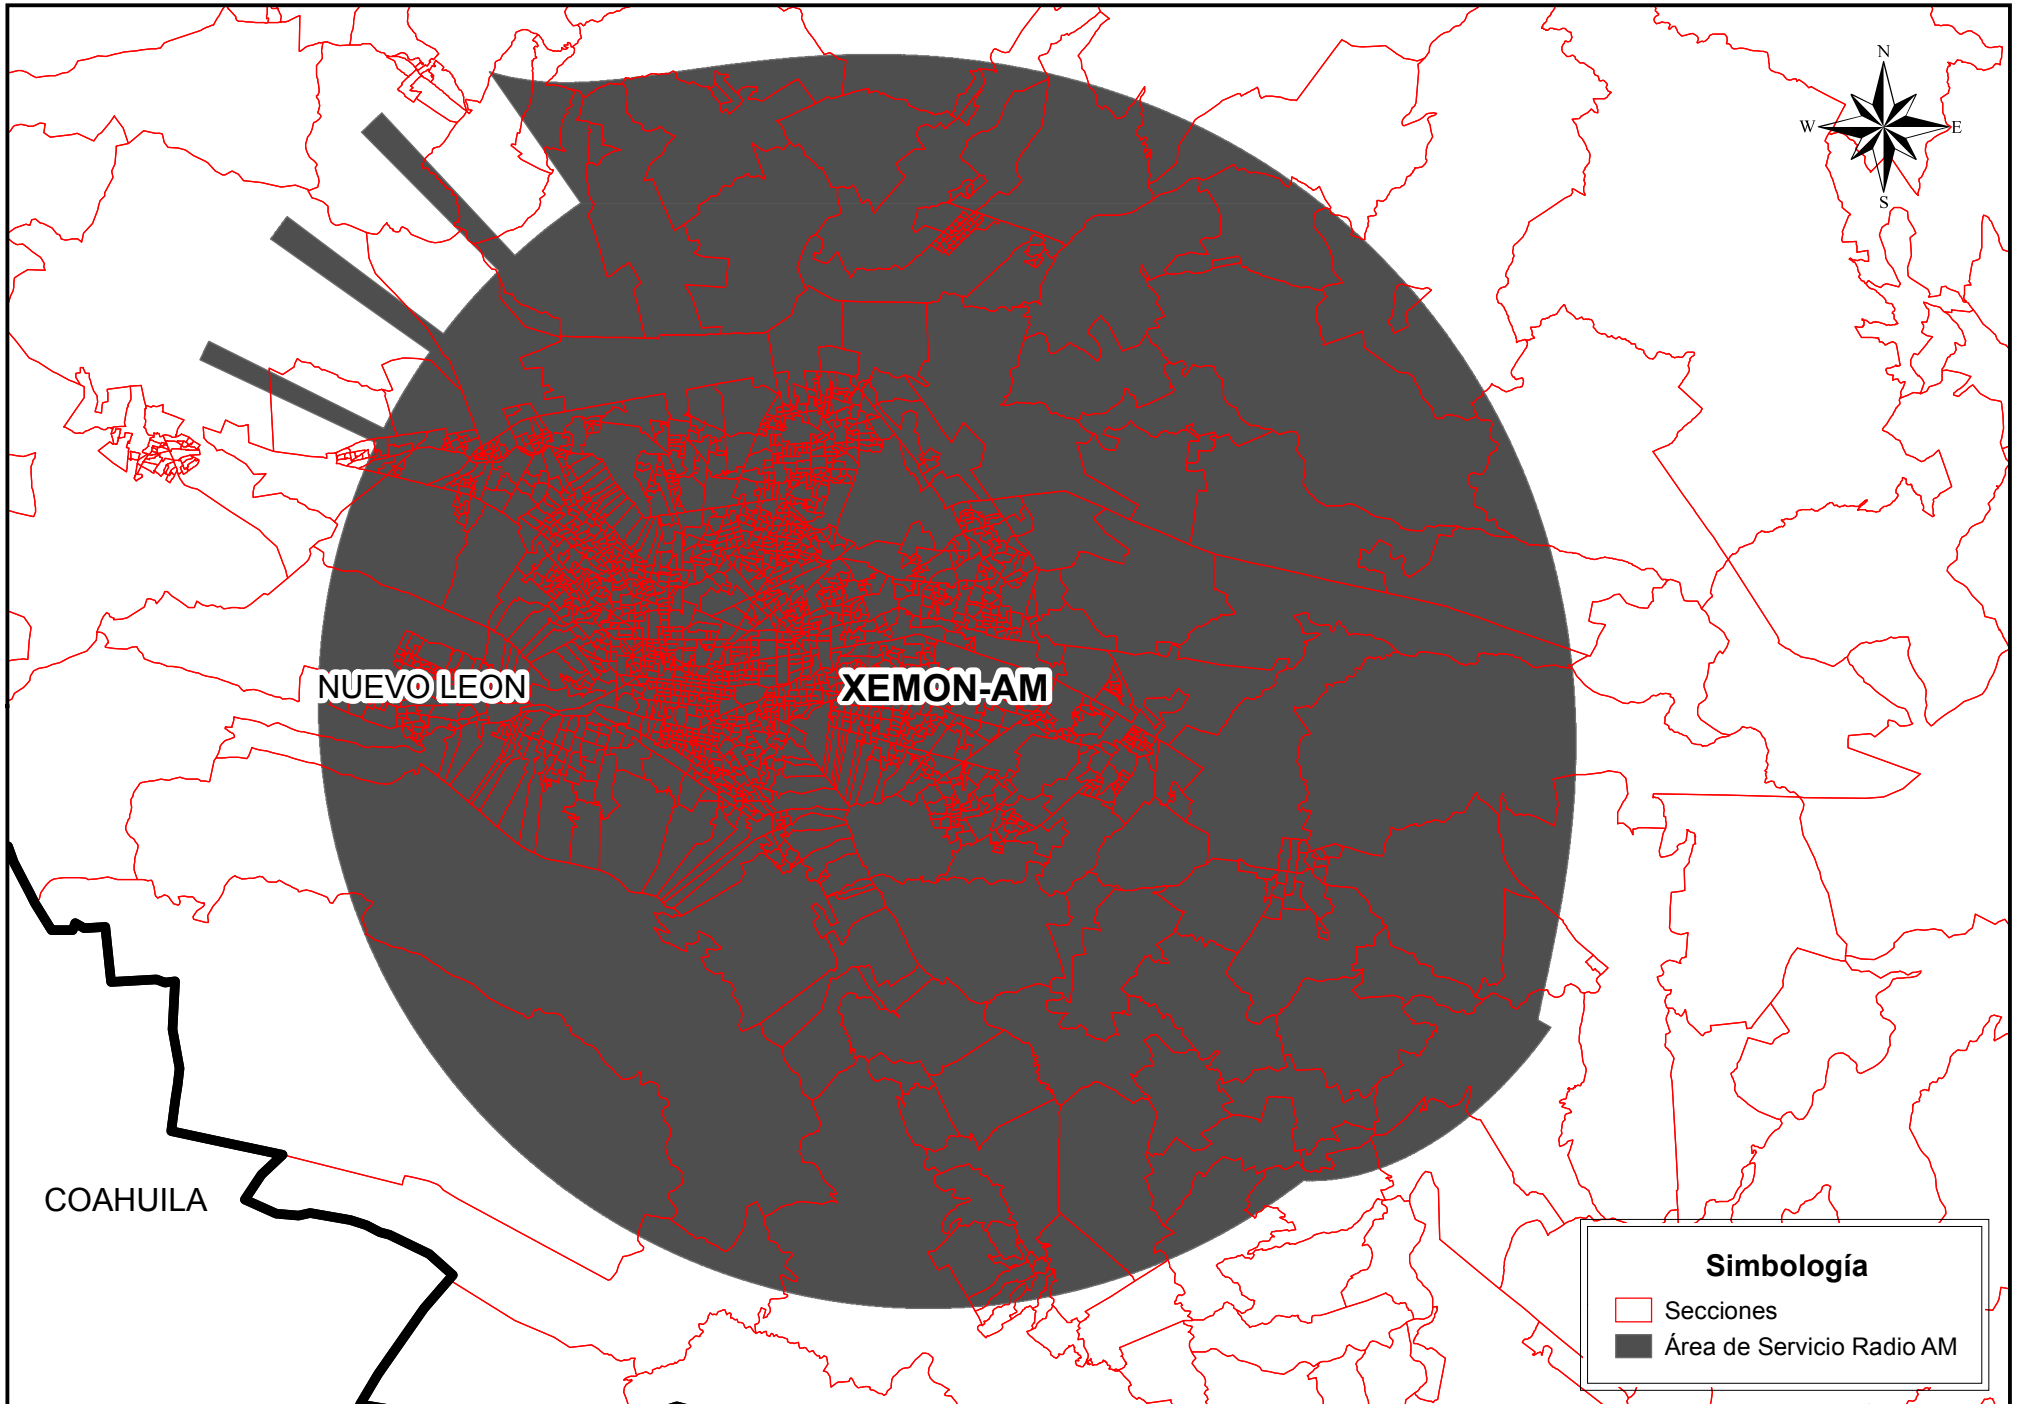 N
W E
S
NUEVO LEON
XEMON-AM
COAHUILA
Simbología
Secciones
Área de Servicio Radio AM